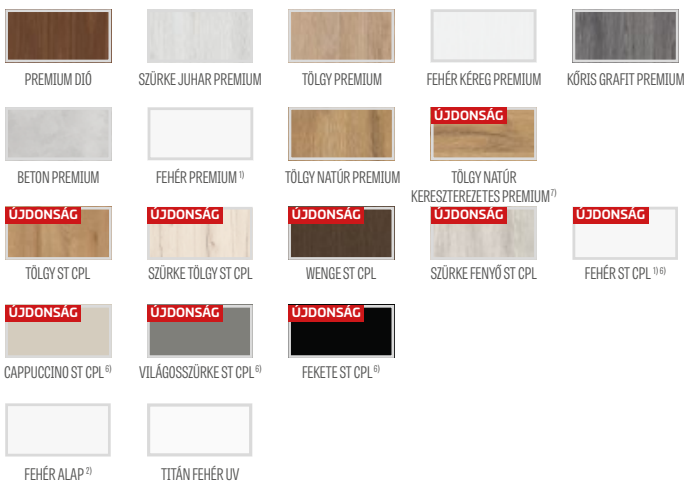 PREMIUM DIÓ
SZÜRKE JUHAR PREMIUM
TÖLGY PREMIUM
FEHÉR KÉREG PREMIUM
KŐRIS GRAFIT PREMIUM
ÚJDONSÁG
BETON PREMIUM
FEHÉR PREMIUM 1)
TÖLGY NATÚR PREMIUM
TÖLGY NATÚR
KERESZTEREZETES PREMIUM7)
ÚJDONSÁG
ÚJDONSÁG
ÚJDONSÁG
ÚJDONSÁG
ÚJDONSÁG
TÖLGY ST CPL
SZÜRKE TÖLGY ST CPL
WENGE ST CPL
SZÜRKE FENYŐ ST CPL
FEHÉR ST CPL 1) 6)
ÚJDONSÁG
ÚJDONSÁG
ÚJDONSÁG
CAPPUCCINO ST CPL 6)
VILÁGOSSZÜRKE ST CPL 6)
FEKETE ST CPL 6)
FEHÉR ALAP 2)
TITÁN FEHÉR UV